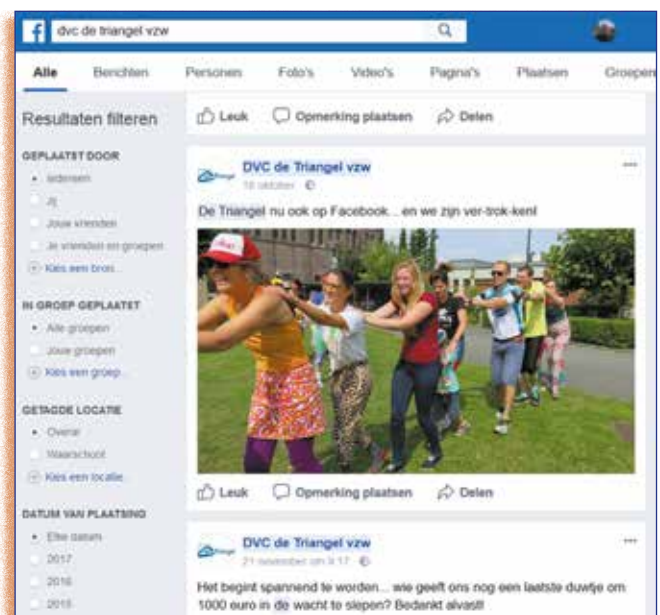 dvc de triangel vzw
Alle Berichten Personen Foto's Video's Pagina's Plaatsen Groepen
Resultaten filteren
GEPLAATST DOOR
Iedereen
Jij
Jouw vrienden
Je vrienden en groepen
Kies een bron...
IN GROEP GEPLAATST
Alle groepen
Jouw groepen
Kies een groep...
GETAGDE LOCATIE
Overal
Waarschoot
Kies een locatie...
DATUM VAN PLAATSING
Elke datum
2017
2016
2015
Leuk Opmerking plaatsen Delen
DVC de Triangel vzw
oktober
De Triangel nu ook op Facebook... en we zijn ver-trok-ken!
Leuk Opmerking plaatsen Delen
DVC de Triangel vzw
21 november om
Het begint spannend te worden... wie geeft ons nog een laatste duwtje om
1000 euro in de wacht te slepen? Bedankt alvast!!